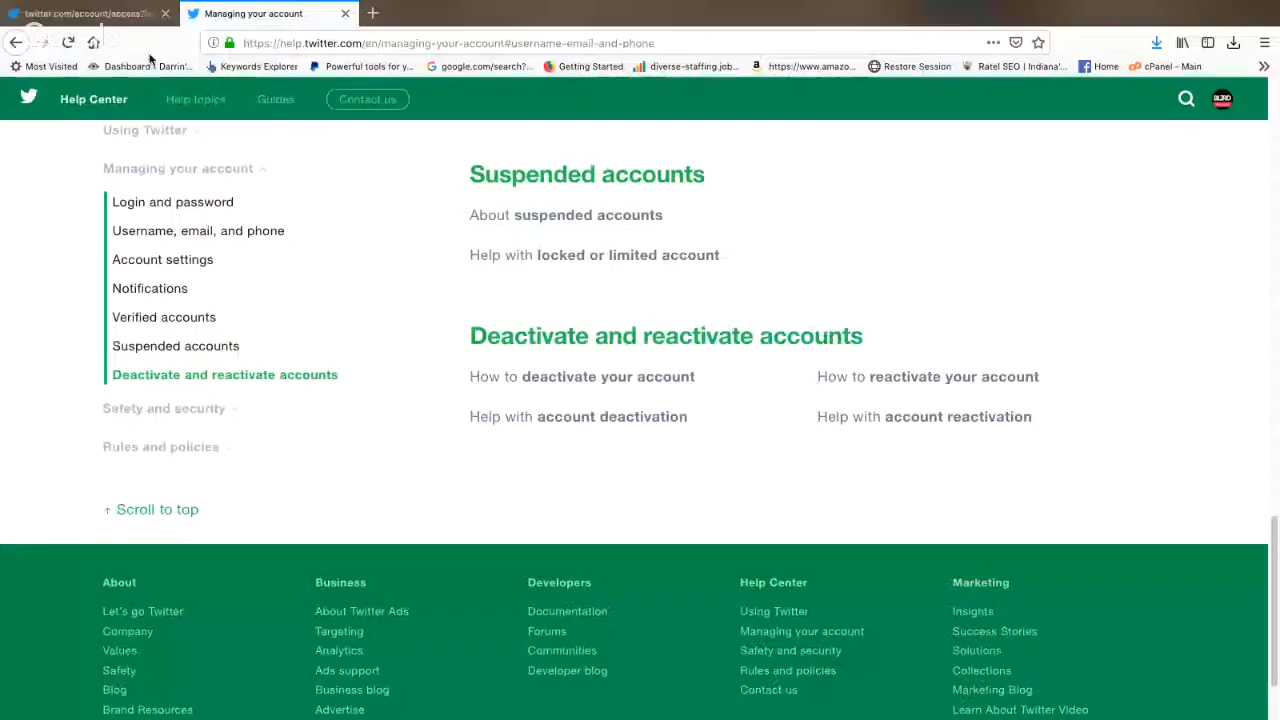 twitter.com/account/access?l
Managing your account
https://help.twitter.com/en/managing-your-account#username-email-and-phone
Most Visited
Dashboard: Darrin'...
Keywords Explorer
Powerful tools for y...
google.com/search?...
Getting Started
diverse-staffing.job...
https://www.amazo...
Restore Session
Ratel SEO | Indiana'...
Home
cPanel - Main
Help Center
Help topics
Guides
Contact us
Using Twitter
Managing your account
Login and password
Username, email, and phone
Account settings
Notifications
Verified accounts
Suspended accounts
Deactivate and reactivate accounts
Safety and security
Rules and policies
↑ Scroll to top
Suspended accounts
About suspended accounts
Help with locked or limited account
Deactivate and reactivate accounts
How to deactivate your account
How to reactivate your account
Help with account deactivation
Help with account reactivation
About
Let's go Twitter
Company
Values
Safety
Blog
Brand Resources
Business
About Twitter Ads
Targeting
Analytics
Ads support
Business blog
Advertise
Developers
Documentation
Forums
Communities
Developer blog
Help Center
Using Twitter
Managing your account
Safety and security
Rules and policies
Contact us
Marketing
Insights
Success Stories
Solutions
Collections
Marketing Blog
Learn About Twitter Video